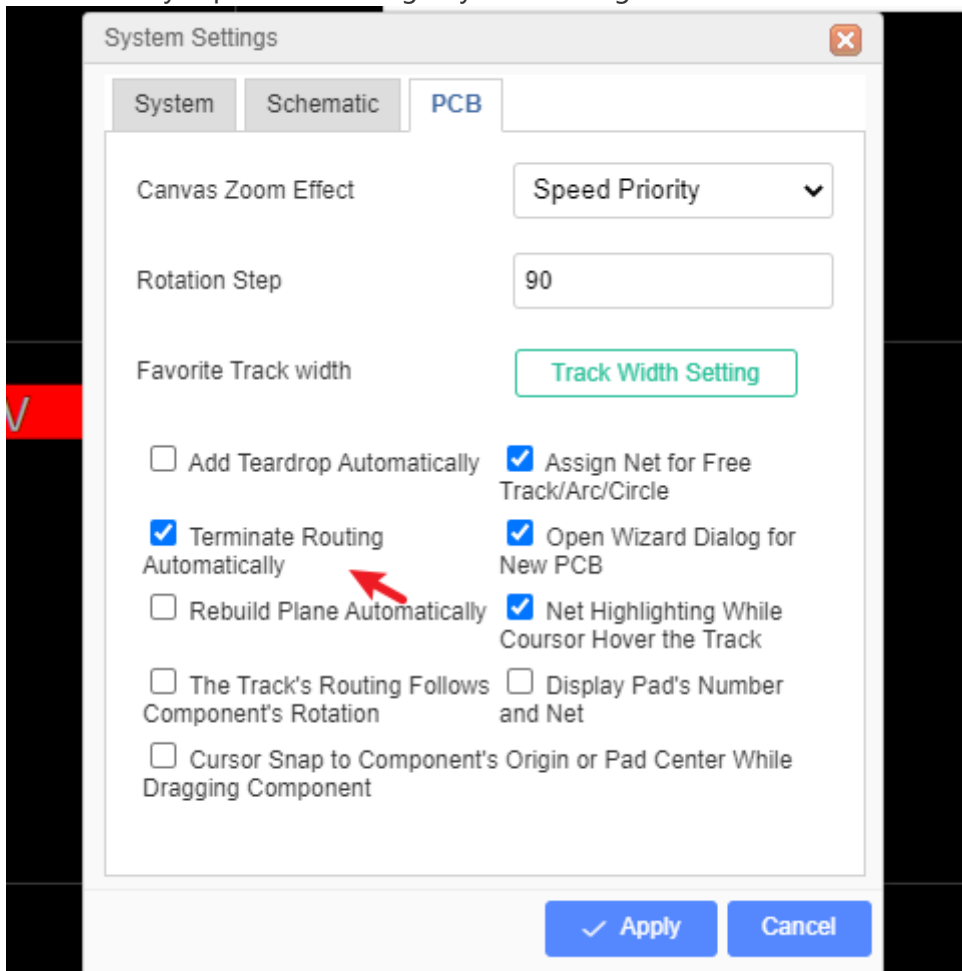 System Settings
System Schematic PCB
Canvas Zoom Effect Speed Priority
Rotation Step 90
Favorite Track width Track Width Setting
V
Add Teardrop Automatically
Assign Net for Free
Track/Arc/Circle
Terminate Routing
Automatically
Open Wizard Dialog for
New PCB
Rebuild Plane Automatically
Net Highlighting While
Coursor Hover the Track
The Track's Routing Follows
Component's Rotation
Display Pad's Number
and Net
Cursor Snap to Component's Origin or Pad Center While
Dragging Component
Apply Cancel